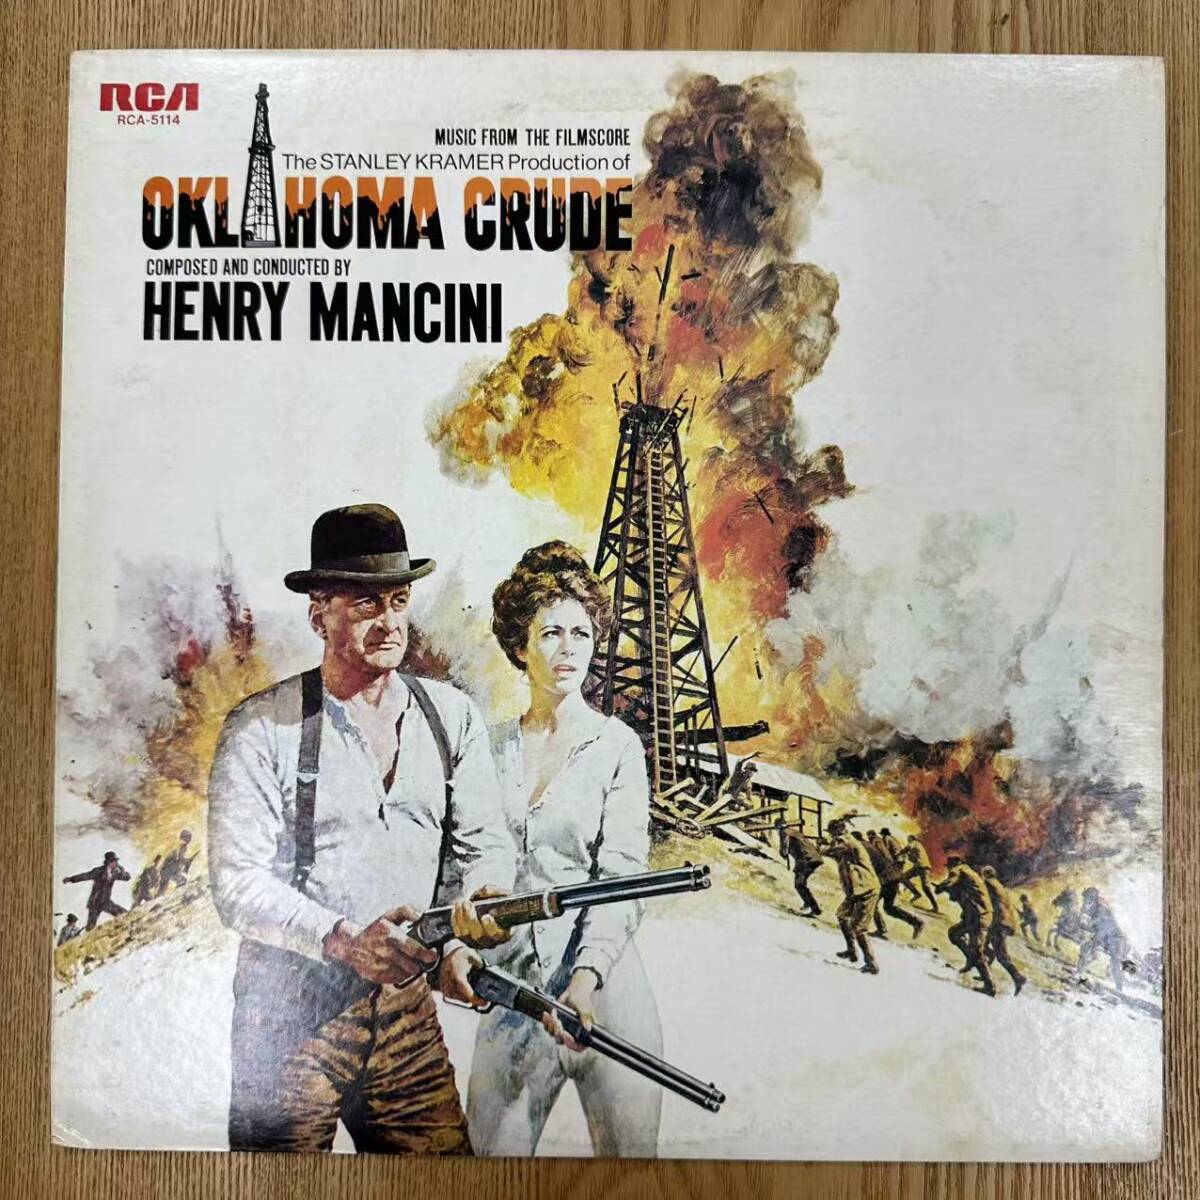 RCA
RCA-5114
MUSIC FROM THE FILMSCORE
The STANLEY KRAMER Production of
OKLAHOMA CRUDE
COMPOSED AND CONDUCTED BY
HENRY MANCINI